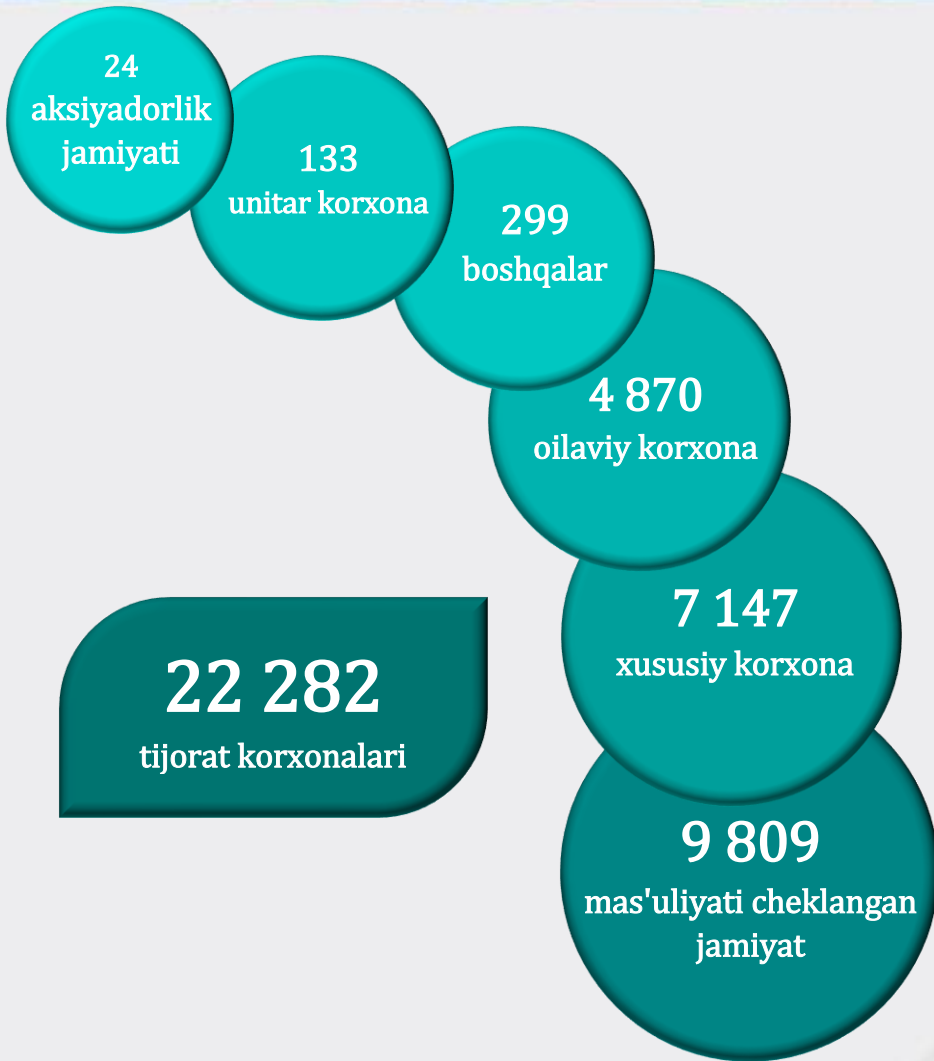 24
aksiyadorlik
jamiyati
133
unitar korxona
299
boshqalar
4 870
oilaviy korxona
7 147
xususiy korxona
22 282
tijorat korxonalari
9 809
mas'uliyati cheklangan
jamiyat